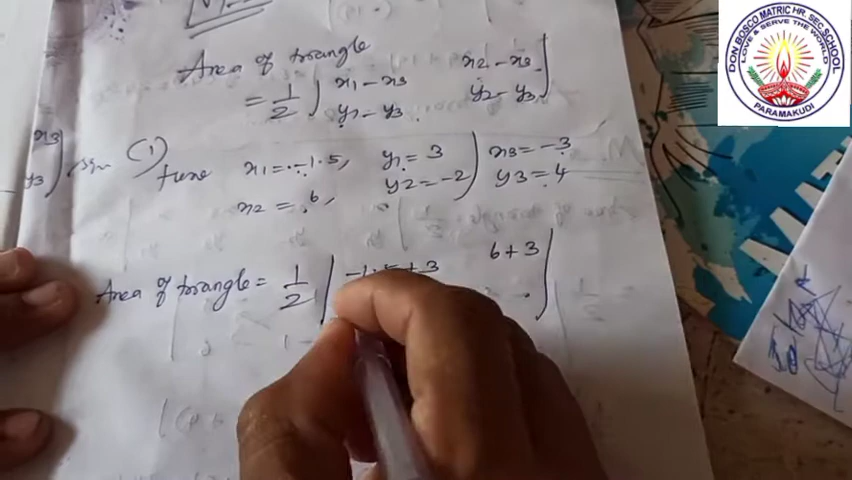 Area of triangle
= 1/2 | x1 - x3 x2 - x3 |
y1 - y3 y2 - y3
(1) x1 = -1.5, y1 = 3 x3 = -3
x2 = 6, y2 = -2 y3 = 4
Area of triangle = 1/2 | -1.5 + 3 6 + 3 |
x3
y3
DON BOSCO MATRIC HR. SEC SCHOOL
LOVE & SERVE THE WORLD
PARAMAKUDI